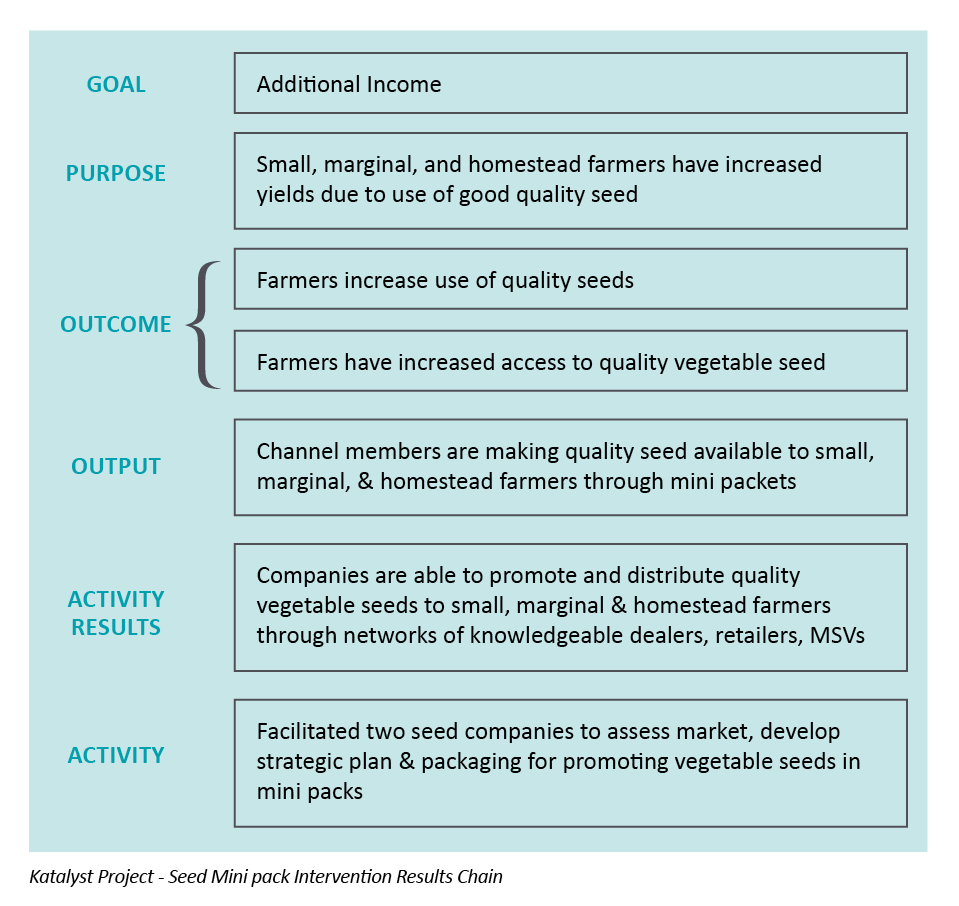 GOAL
Additional Income
PURPOSE
Small, marginal, and homestead farmers have increased
yields due to use of good quality seed
OUTCOME
Farmers increase use of quality seeds
Farmers have increased access to quality vegetable seed
OUTPUT
Channel members are making quality seed available to small,
marginal, & homestead farmers through mini packets
ACTIVITY
RESULTS
Companies are able to promote and distribute quality
vegetable seeds to small, marginal & homestead farmers
through networks of knowledgeable dealers, retailers, MSVs
ACTIVITY
Facilitated two seed companies to assess market, develop
strategic plan & packaging for promoting vegetable seeds in
mini packs
Katalyst Project - Seed Mini pack Intervention Results Chain